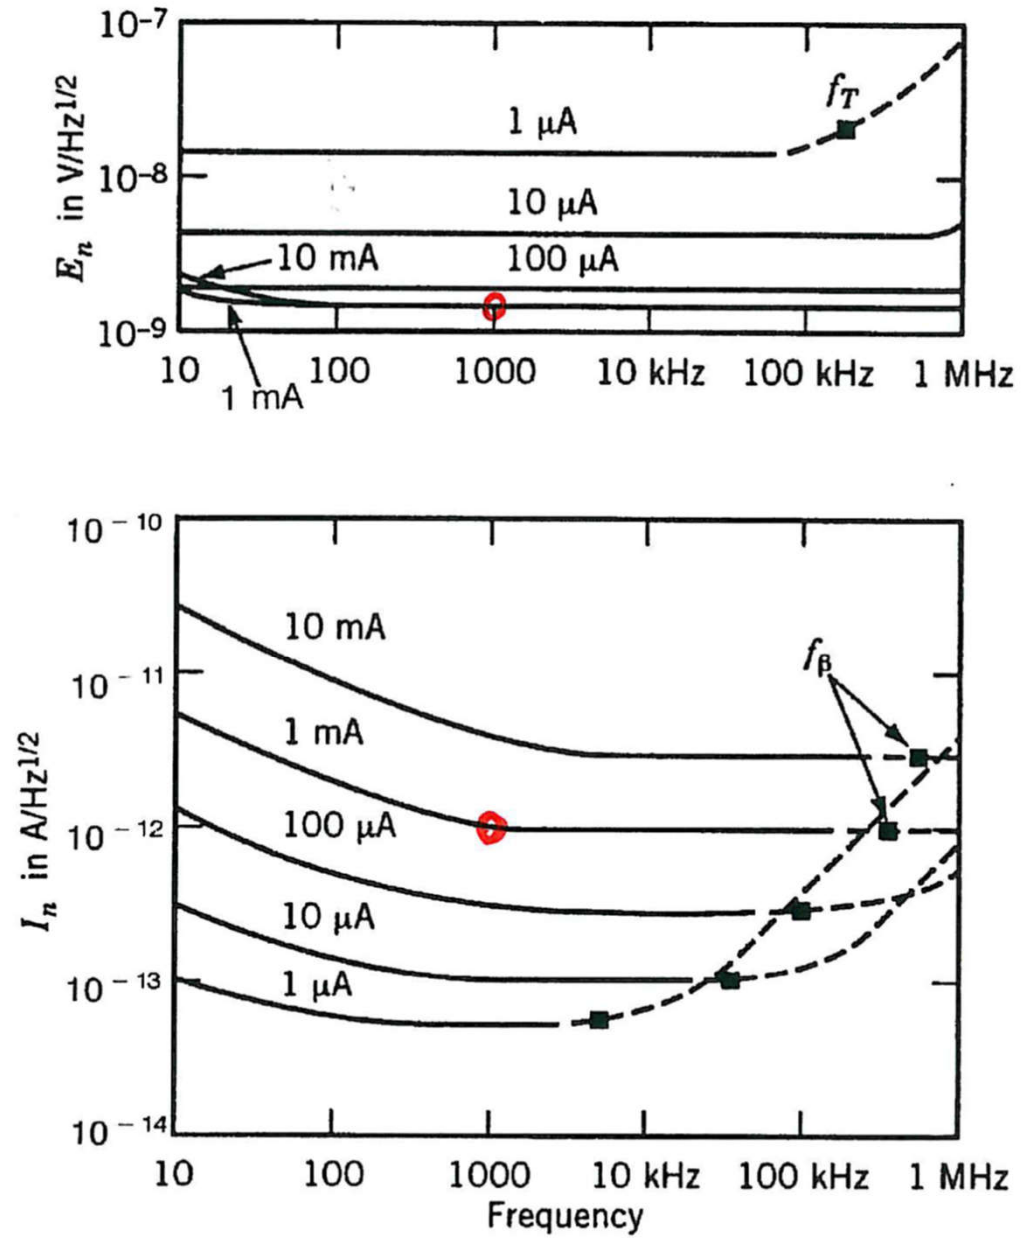 10⁻⁷
f_T
1 μA
10⁻⁸
10 μA
10 mA
100 μA
10⁻⁹
E_n in V/Hz^1/2
10 100 1000 10 kHz 100 kHz 1 MHz
1 mA
10⁻¹⁰
10 mA
f_β
10⁻¹¹
1 mA
10⁻¹²
100 μA
10 μA
10⁻¹³
1 μA
10⁻¹⁴
I_n in A/Hz^1/2
10 100 1000 10 kHz 100 kHz 1 MHz
Frequency